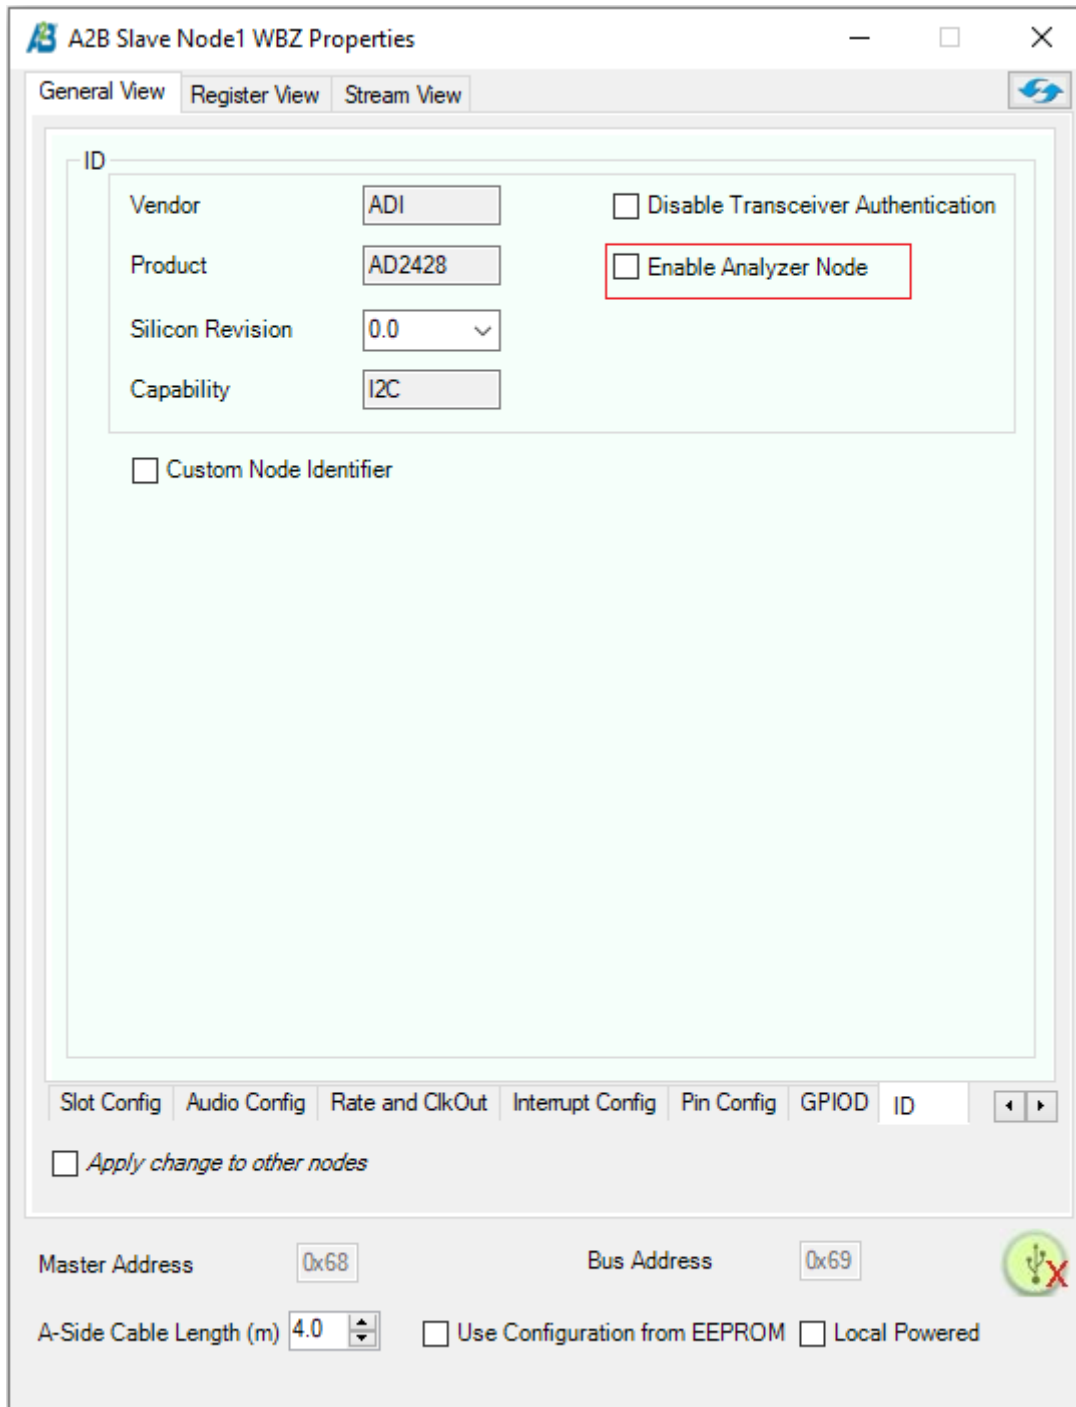 A2B Slave Node1 WBZ Properties
General View Register View Stream View
ID
Vendor ADI Disable Transceiver Authentication
Product AD2428 Enable Analyzer Node
Silicon Revision 0.0
Capability I2C
Custom Node Identifier
Slot Config Audio Config Rate and ClkOut Interrupt Config Pin Config GPIOD ID
Apply change to other nodes
Master Address 0x68 Bus Address 0x69
A-Side Cable Length (m) 4.0 Use Configuration from EEPROM Local Powered